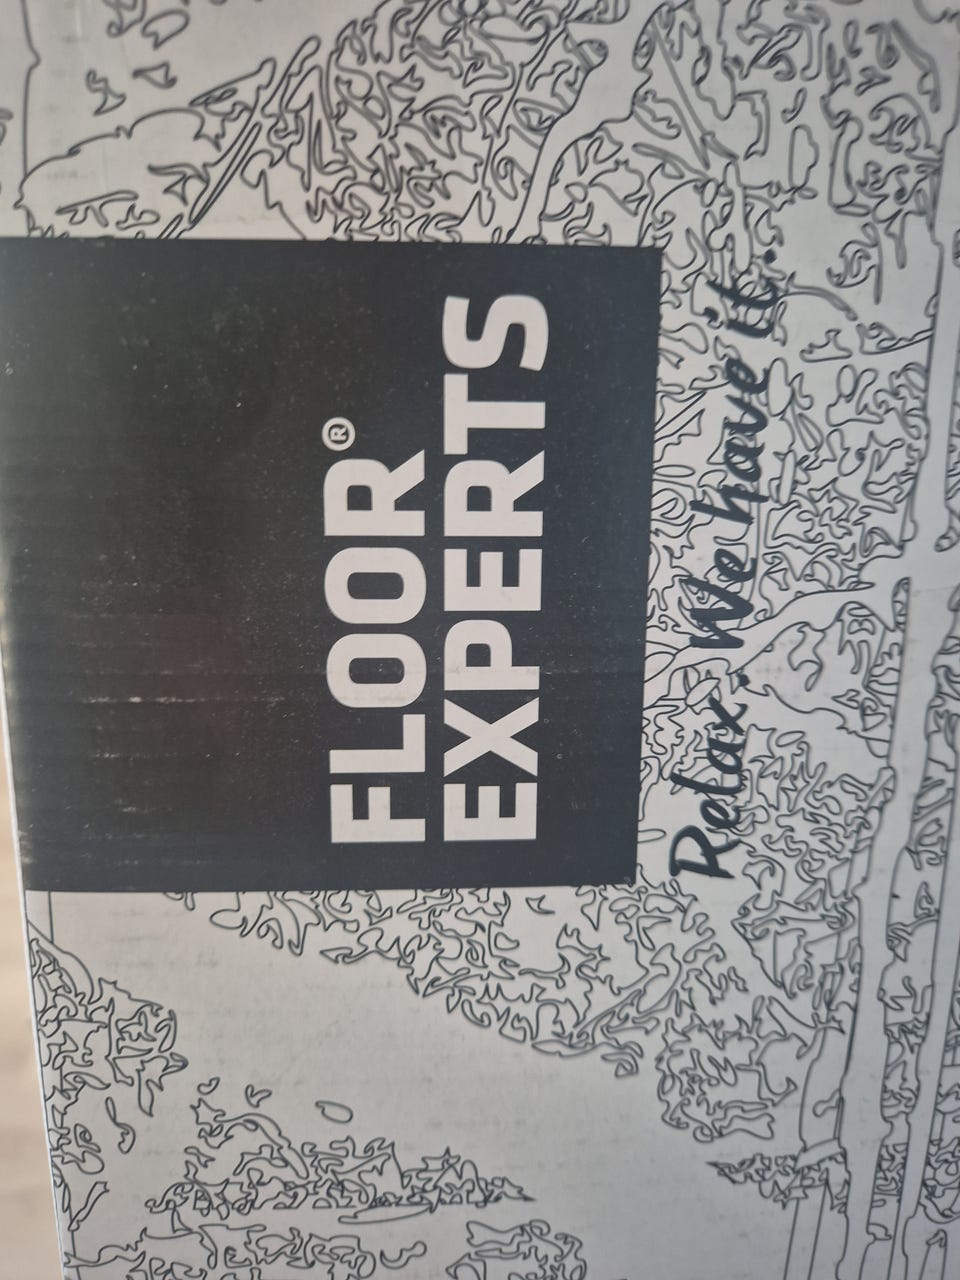 FLOOR®
EXPERTS
Relax. We have it.